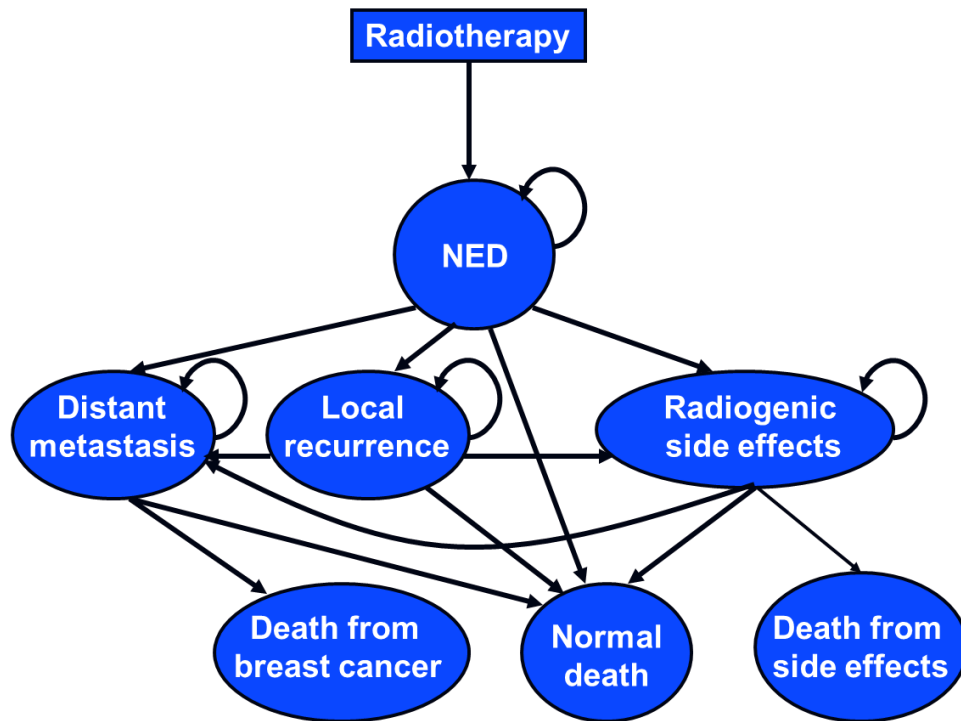 Radiotherapy
NED
Distant
metastasis
Local
recurrence
Radiogenic
side effects
Death from
breast cancer
Normal
death
Death from
side effects